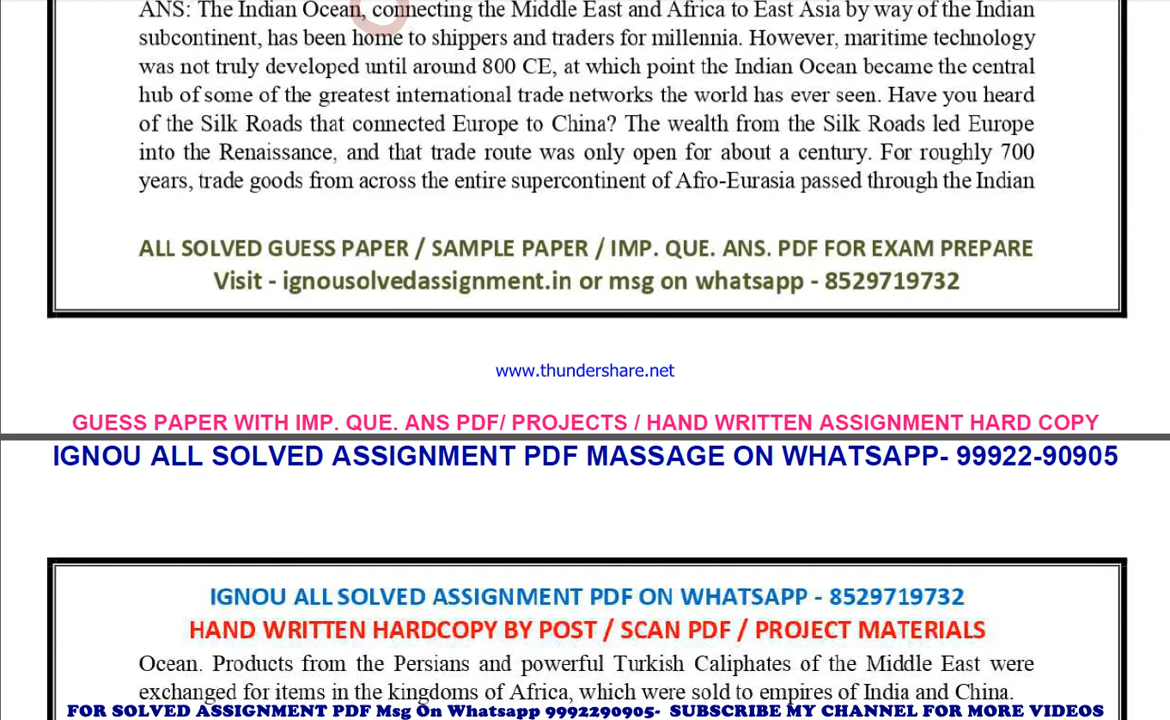 ANS: The Indian Ocean, connecting the Middle East and Africa to East Asia by way of the Indian
subcontinent, has been home to shippers and traders for millennia. However, maritime technology
was not truly developed until around 800 CE, at which point the Indian Ocean became the central
hub of some of the greatest international trade networks the world has ever seen. Have you heard
of the Silk Roads that connected Europe to China? The wealth from the Silk Roads led Europe
into the Renaissance, and that trade route was only open for about a century. For roughly 700
years, trade goods from across the entire supercontinent of Afro-Eurasia passed through the Indian
ALL SOLVED GUESS PAPER / SAMPLE PAPER / IMP. QUE. ANS. PDF FOR EXAM PREPARE
Visit - ignousolvedassignment.in or msg on whatsapp - 8529719732
www.thundershare.net
GUESS PAPER WITH IMP. QUE. ANS PDF/ PROJECTS / HAND WRITTEN ASSIGNMENT HARD COPY
IGNOU ALL SOLVED ASSIGNMENT PDF MASSAGE ON WHATSAPP- 99922-90905
IGNOU ALL SOLVED ASSIGNMENT PDF ON WHATSAPP - 8529719732
HAND WRITTEN HARDCOPY BY POST / SCAN PDF / PROJECT MATERIALS
Ocean. Products from the Persians and powerful Turkish Caliphates of the Middle East were
exchanged for items in the kingdoms of Africa, which were sold to empires of India and China.
FOR SOLVED ASSIGNMENT PDF Msg On Whatsapp 9992290905- SUBSCRIBE MY CHANNEL FOR MORE VIDEOS